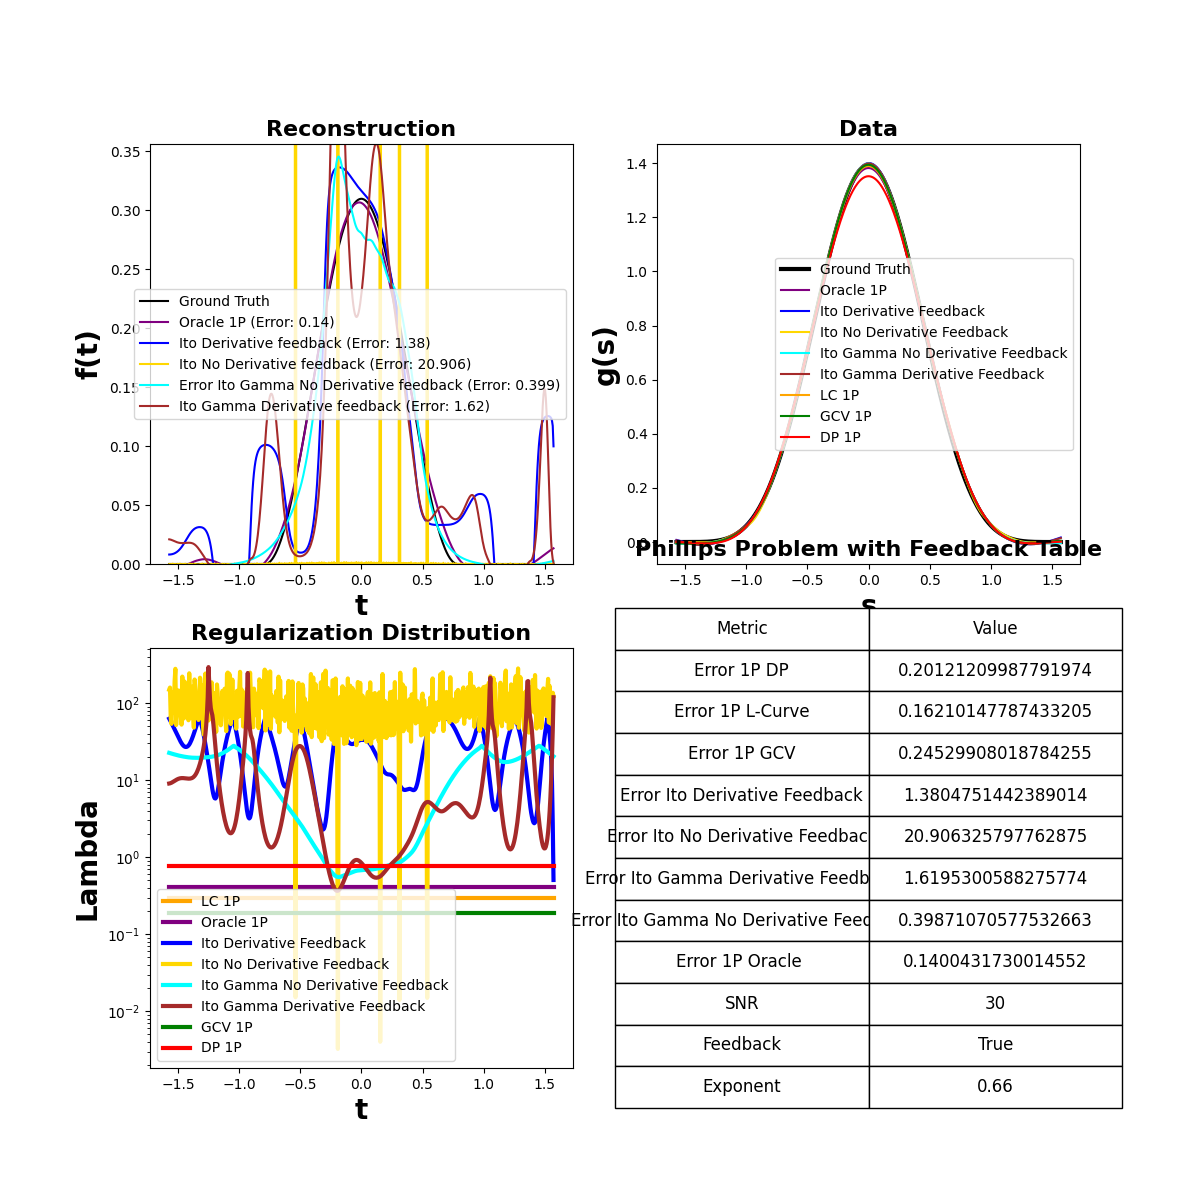 Reconstruction
0.35
0.30
0.25
0.20
0.15
0.10
0.05
0.00
f(t)
Ground Truth
Oracle 1P (Error: 0.14)
Ito Derivative feedback (Error: 1.38)
Ito No Derivative feedback (Error: 20.906)
Error Ito Gamma No Derivative feedback (Error: 0.399)
Ito Gamma Derivative feedback (Error: 1.62)
−1.5 −1.0 −0.5 0.0 0.5 1.0 1.5
t
Data
1.4
1.2
1.0
0.8
0.6
0.4
0.2
g(s)
Ground Truth
Oracle 1P
Ito Derivative Feedback
Ito No Derivative Feedback
Ito Gamma No Derivative Feedback
Ito Gamma Derivative Feedback
LC 1P
GCV 1P
DP 1P
−1.5 −1.0 −0.5 0.0 0.5 1.0 1.5
s
Regularization Distribution
10²
10¹
10⁰
10⁻¹
10⁻²
Lambda
LC 1P
Oracle 1P
Ito Derivative Feedback
Ito No Derivative Feedback
Ito Gamma No Derivative Feedback
Ito Gamma Derivative Feedback
GCV 1P
DP 1P
−1.5 −1.0 −0.5 0.0 0.5 1.0 1.5
t
Phillips Problem with Feedback Table
Metric Value
Error 1P DP 0.20121209987791974
Error 1P L-Curve 0.16210147787433205
Error 1P GCV 0.24529908018784255
Error Ito Derivative Feedback 1.3804751442389014
Error Ito No Derivative Feedbac 20.906325797762875
Error Ito Gamma Derivative Feedb 1.6195300588275774
Error Ito Gamma No Derivative Feed 0.39871070577532663
Error 1P Oracle 0.1400431730014552
SNR 30
Feedback True
Exponent 0.66